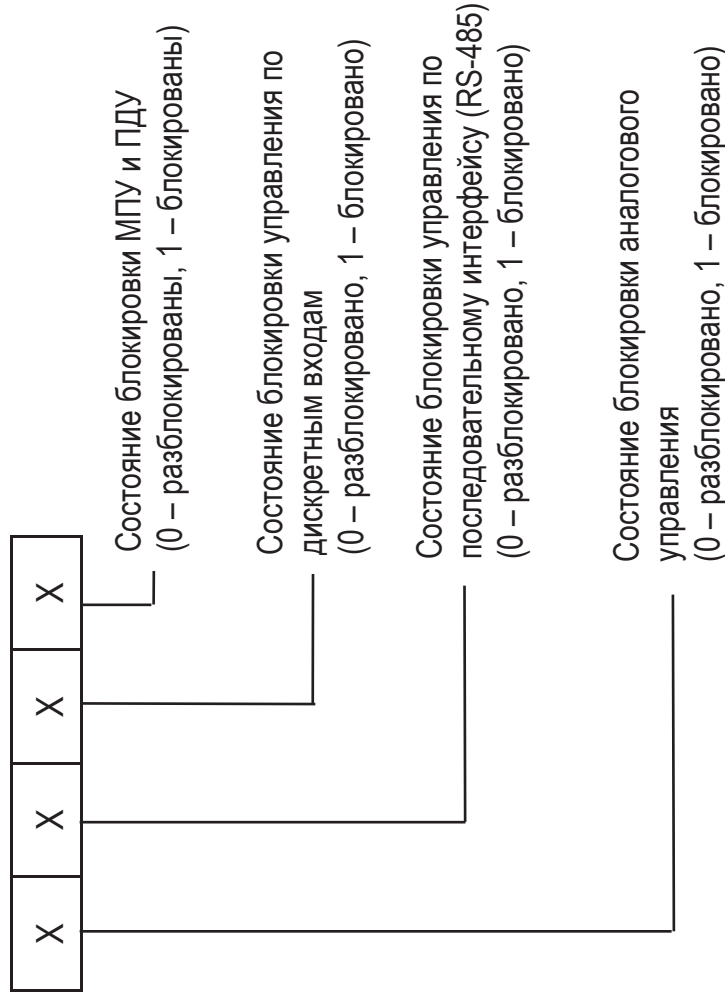 X X X X
Состояние блокировки МПУ и ПДУ
(0 – разблокированы, 1 – блокированы)
Состояние блокировки управления по
дискретным входам
(0 – разблокировано, 1 – блокировано)
Состояние блокировки управления по
последовательному интерфейсу (RS-485)
(0 – разблокировано, 1 – блокировано)
Состояние блокировки аналогового
управления
(0 – разблокировано, 1 – блокировано)